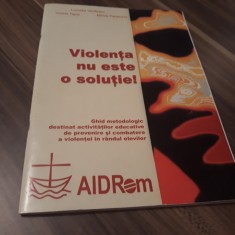 Violența
nu este
o soluție!
Ghid metodologic
destinat activităților educative
de prevenire și combatere
a violenței în rândul elevilor
AIDRom